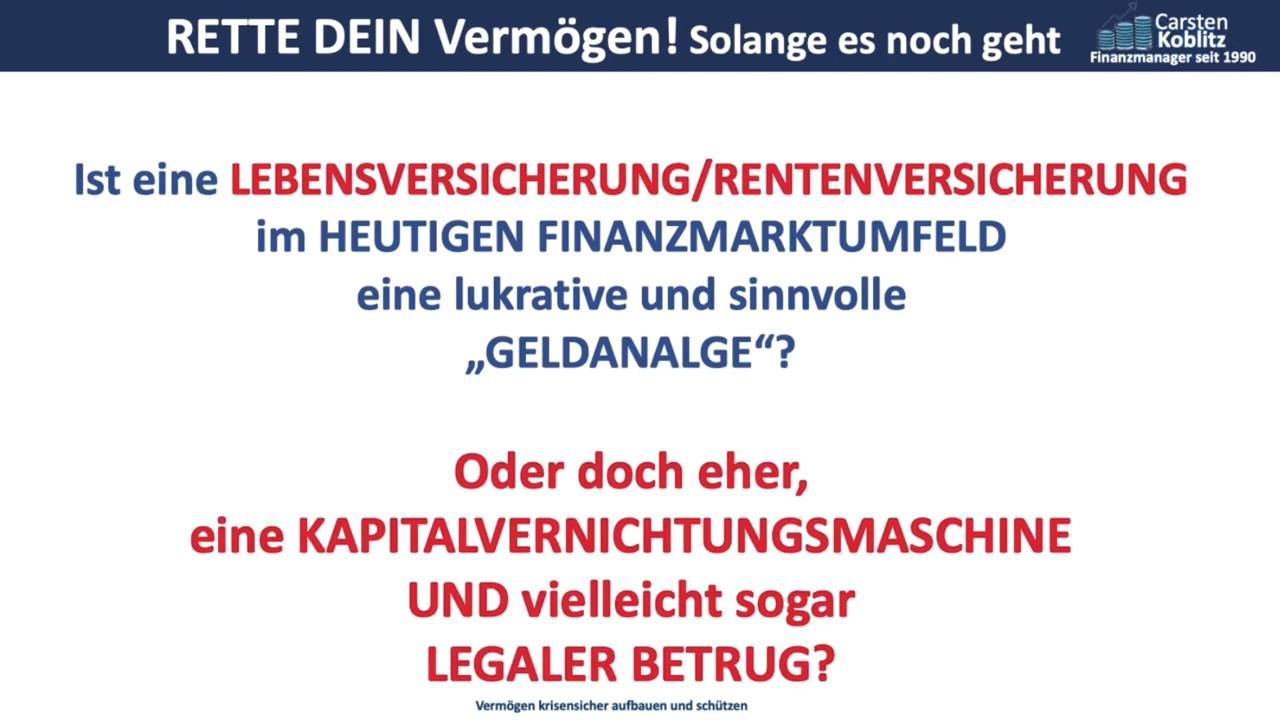 RETTE DEIN Vermögen! Solange es noch geht
Carsten
Koblitz
Finanzmanager seit 1990
Ist eine LEBENSVERSICHERUNG/RENTENVERSICHERUNG
im HEUTIGEN FINANZMARKTUMFELD
eine lukrative und sinnvolle
„GELDANALGE“?
Oder doch eher,
eine KAPITALVERNICHTUNGSMASCHINE
UND vielleicht sogar
LEGALER BETRUG?
Vermögen krisensicher aufbauen und schützen